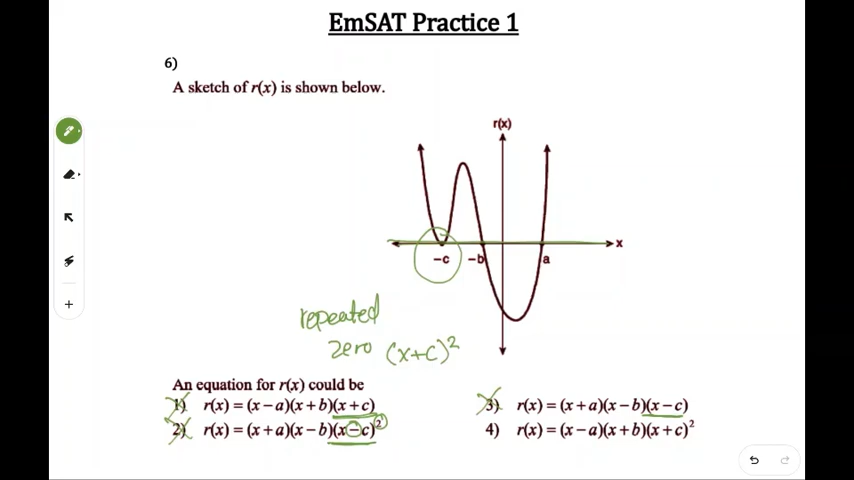 EmSAT Practice 1
6)
A sketch of r(x) is shown below.
r(x)
x
−c
−b
a
repeated
zero (x+c)²
An equation for r(x) could be
1) r(x) = (x − a)(x + b)(x + c)
2) r(x) = (x + a)(x − b)(x − c)²
3) r(x) = (x + a)(x − b)(x − c)
4) r(x) = (x − a)(x + b)(x + c)²